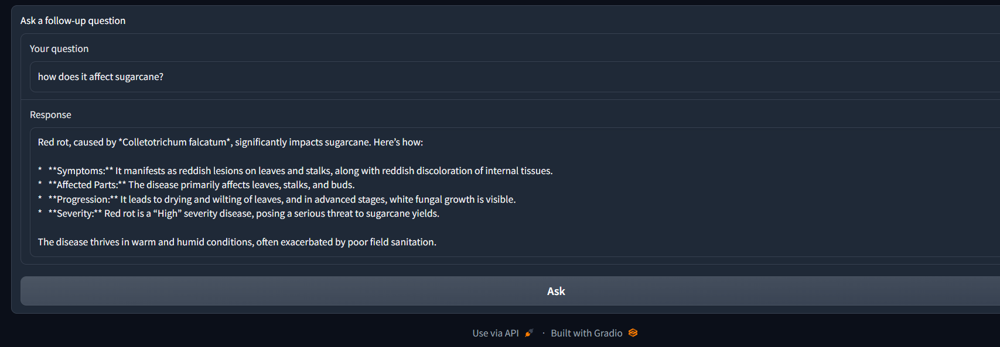 Ask a follow-up question
Your question
how does it affect sugarcane?
Response
Red rot, caused by *Colletotrichum falcatum*, significantly impacts sugarcane. Here’s how:
*   **Symptoms:** It manifests as reddish lesions on leaves and stalks, along with reddish discoloration of internal tissues.
*   **Affected Parts:** The disease primarily affects leaves, stalks, and buds.
*   **Progression:** It leads to drying and wilting of leaves, and in advanced stages, white fungal growth is visible.
*   **Severity:** Red rot is a “High” severity disease, posing a serious threat to sugarcane yields.
The disease thrives in warm and humid conditions, often exacerbated by poor field sanitation.
Ask
Use via API · Built with Gradio